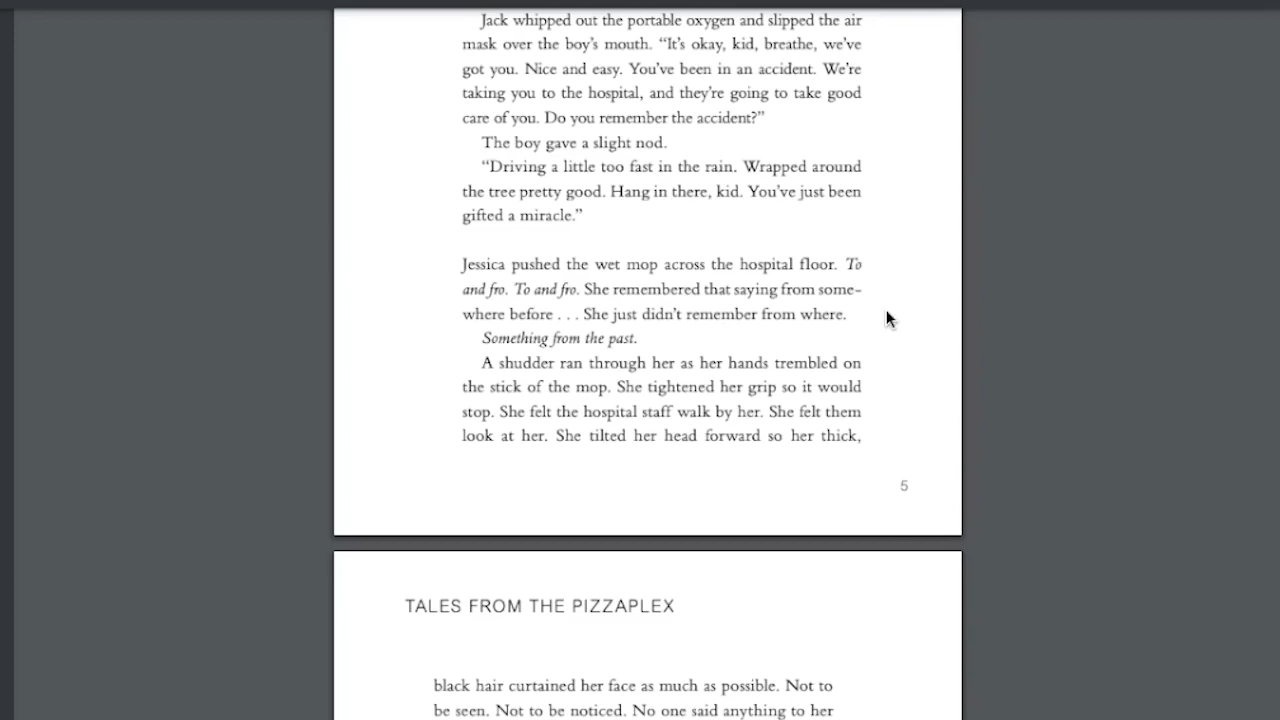 Jack whipped out the portable oxygen and slipped the air
mask over the boy's mouth. “It's okay, kid, breathe, we've
got you. Nice and easy. You've been in an accident. We're
taking you to the hospital, and they're going to take good
care of you. Do you remember the accident?”
The boy gave a slight nod.
“Driving a little too fast in the rain. Wrapped around
the tree pretty good. Hang in there, kid. You've just been
gifted a miracle.”
Jessica pushed the wet mop across the hospital floor. To
and fro. To and fro. She remembered that saying from some-
where before . . . She just didn't remember from where.
Something from the past.
A shudder ran through her as her hands trembled on
the stick of the mop. She tightened her grip so it would
stop. She felt the hospital staff walk by her. She felt them
look at her. She tilted her head forward so her thick,
5
TALES FROM THE PIZZAPLEX
black hair curtained her face as much as possible. Not to
be seen. Not to be noticed. No one said anything to her